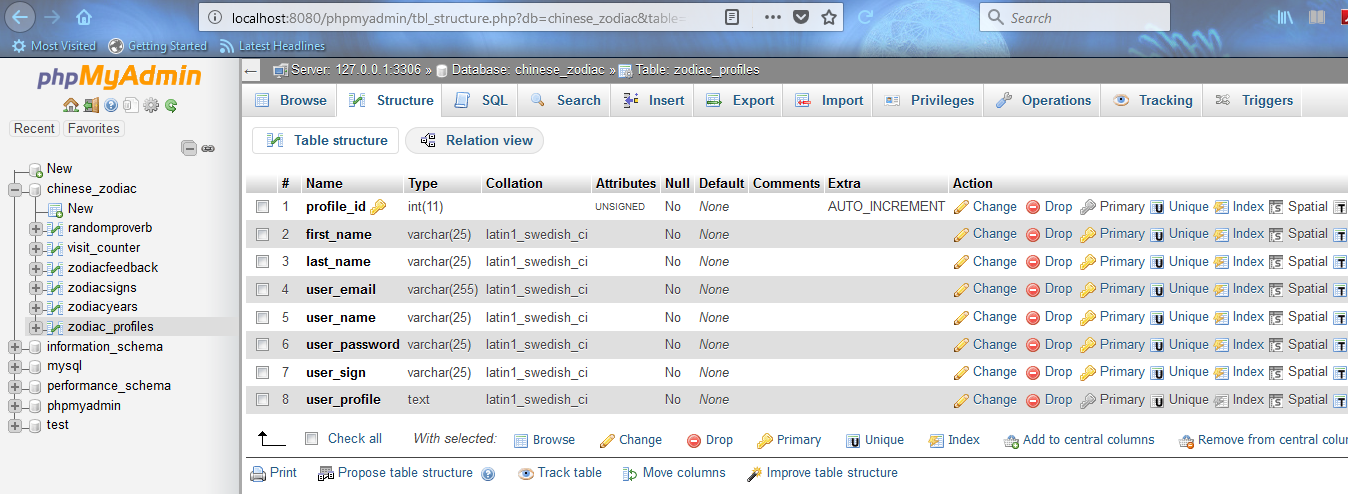 localhost:8080/phpmyadmin/tbl_structure.php?db=chinese_zodiac&table=
Search
Most Visited Getting Started Latest Headlines
phpMyAdmin
Recent Favorites
New
chinese_zodiac
New
randomproverb
visit_counter
zodiacfeedback
zodiacsigns
zodiacyears
zodiac_profiles
information_schema
mysql
performance_schema
phpmyadmin
test
Server: 127.0.0.1:3306 » Database: chinese_zodiac » Table: zodiac_profiles
Browse Structure SQL Search Insert Export Import Privileges Operations Tracking Triggers
Table structure Relation view
# Name Type Collation Attributes Null Default Comments Extra Action
1 profile_id int(11) UNSIGNED No None AUTO_INCREMENT Change Drop Primary Unique Index Spatial
2 first_name varchar(25) latin1_swedish_ci No None Change Drop Primary Unique Index Spatial
3 last_name varchar(25) latin1_swedish_ci No None Change Drop Primary Unique Index Spatial
4 user_email varchar(255) latin1_swedish_ci No None Change Drop Primary Unique Index Spatial
5 user_name varchar(25) latin1_swedish_ci No None Change Drop Primary Unique Index Spatial
6 user_password varchar(25) latin1_swedish_ci No None Change Drop Primary Unique Index Spatial
7 user_sign varchar(25) latin1_swedish_ci No None Change Drop Primary Unique Index Spatial
8 user_profile text latin1_swedish_ci No None Change Drop Primary Unique Index Spatial
Check all With selected: Browse Change Drop Primary Unique Index Add to central columns Remove from central colu
Print Propose table structure Track table Move columns Improve table structure